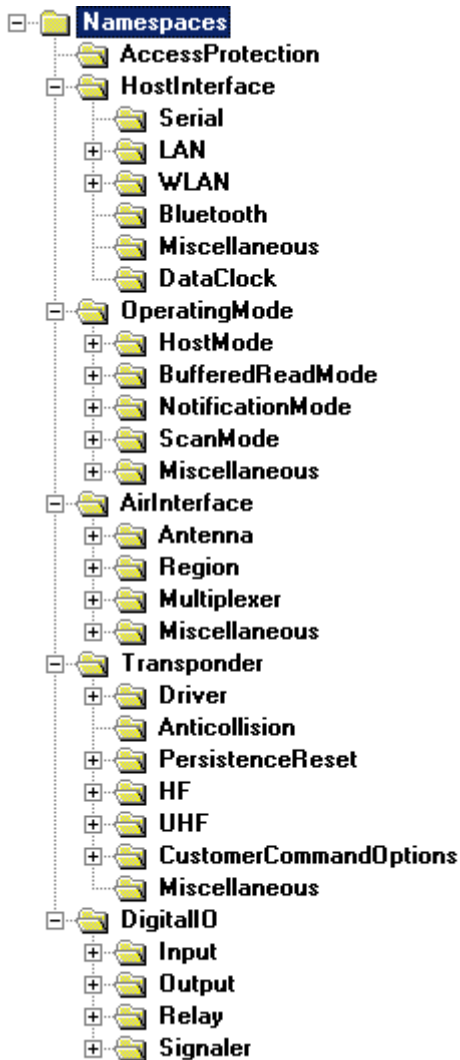 Namespaces
AccessProtection
HostInterface
Serial
LAN
WLAN
Bluetooth
Miscellaneous
DataClock
OperatingMode
HostMode
BufferedReadMode
NotificationMode
ScanMode
Miscellaneous
AirInterface
Antenna
Region
Multiplexer
Miscellaneous
Transponder
Driver
Anticollision
PersistenceReset
HF
UHF
CustomerCommandOptions
Miscellaneous
DigitalIO
Input
Output
Relay
Signaler